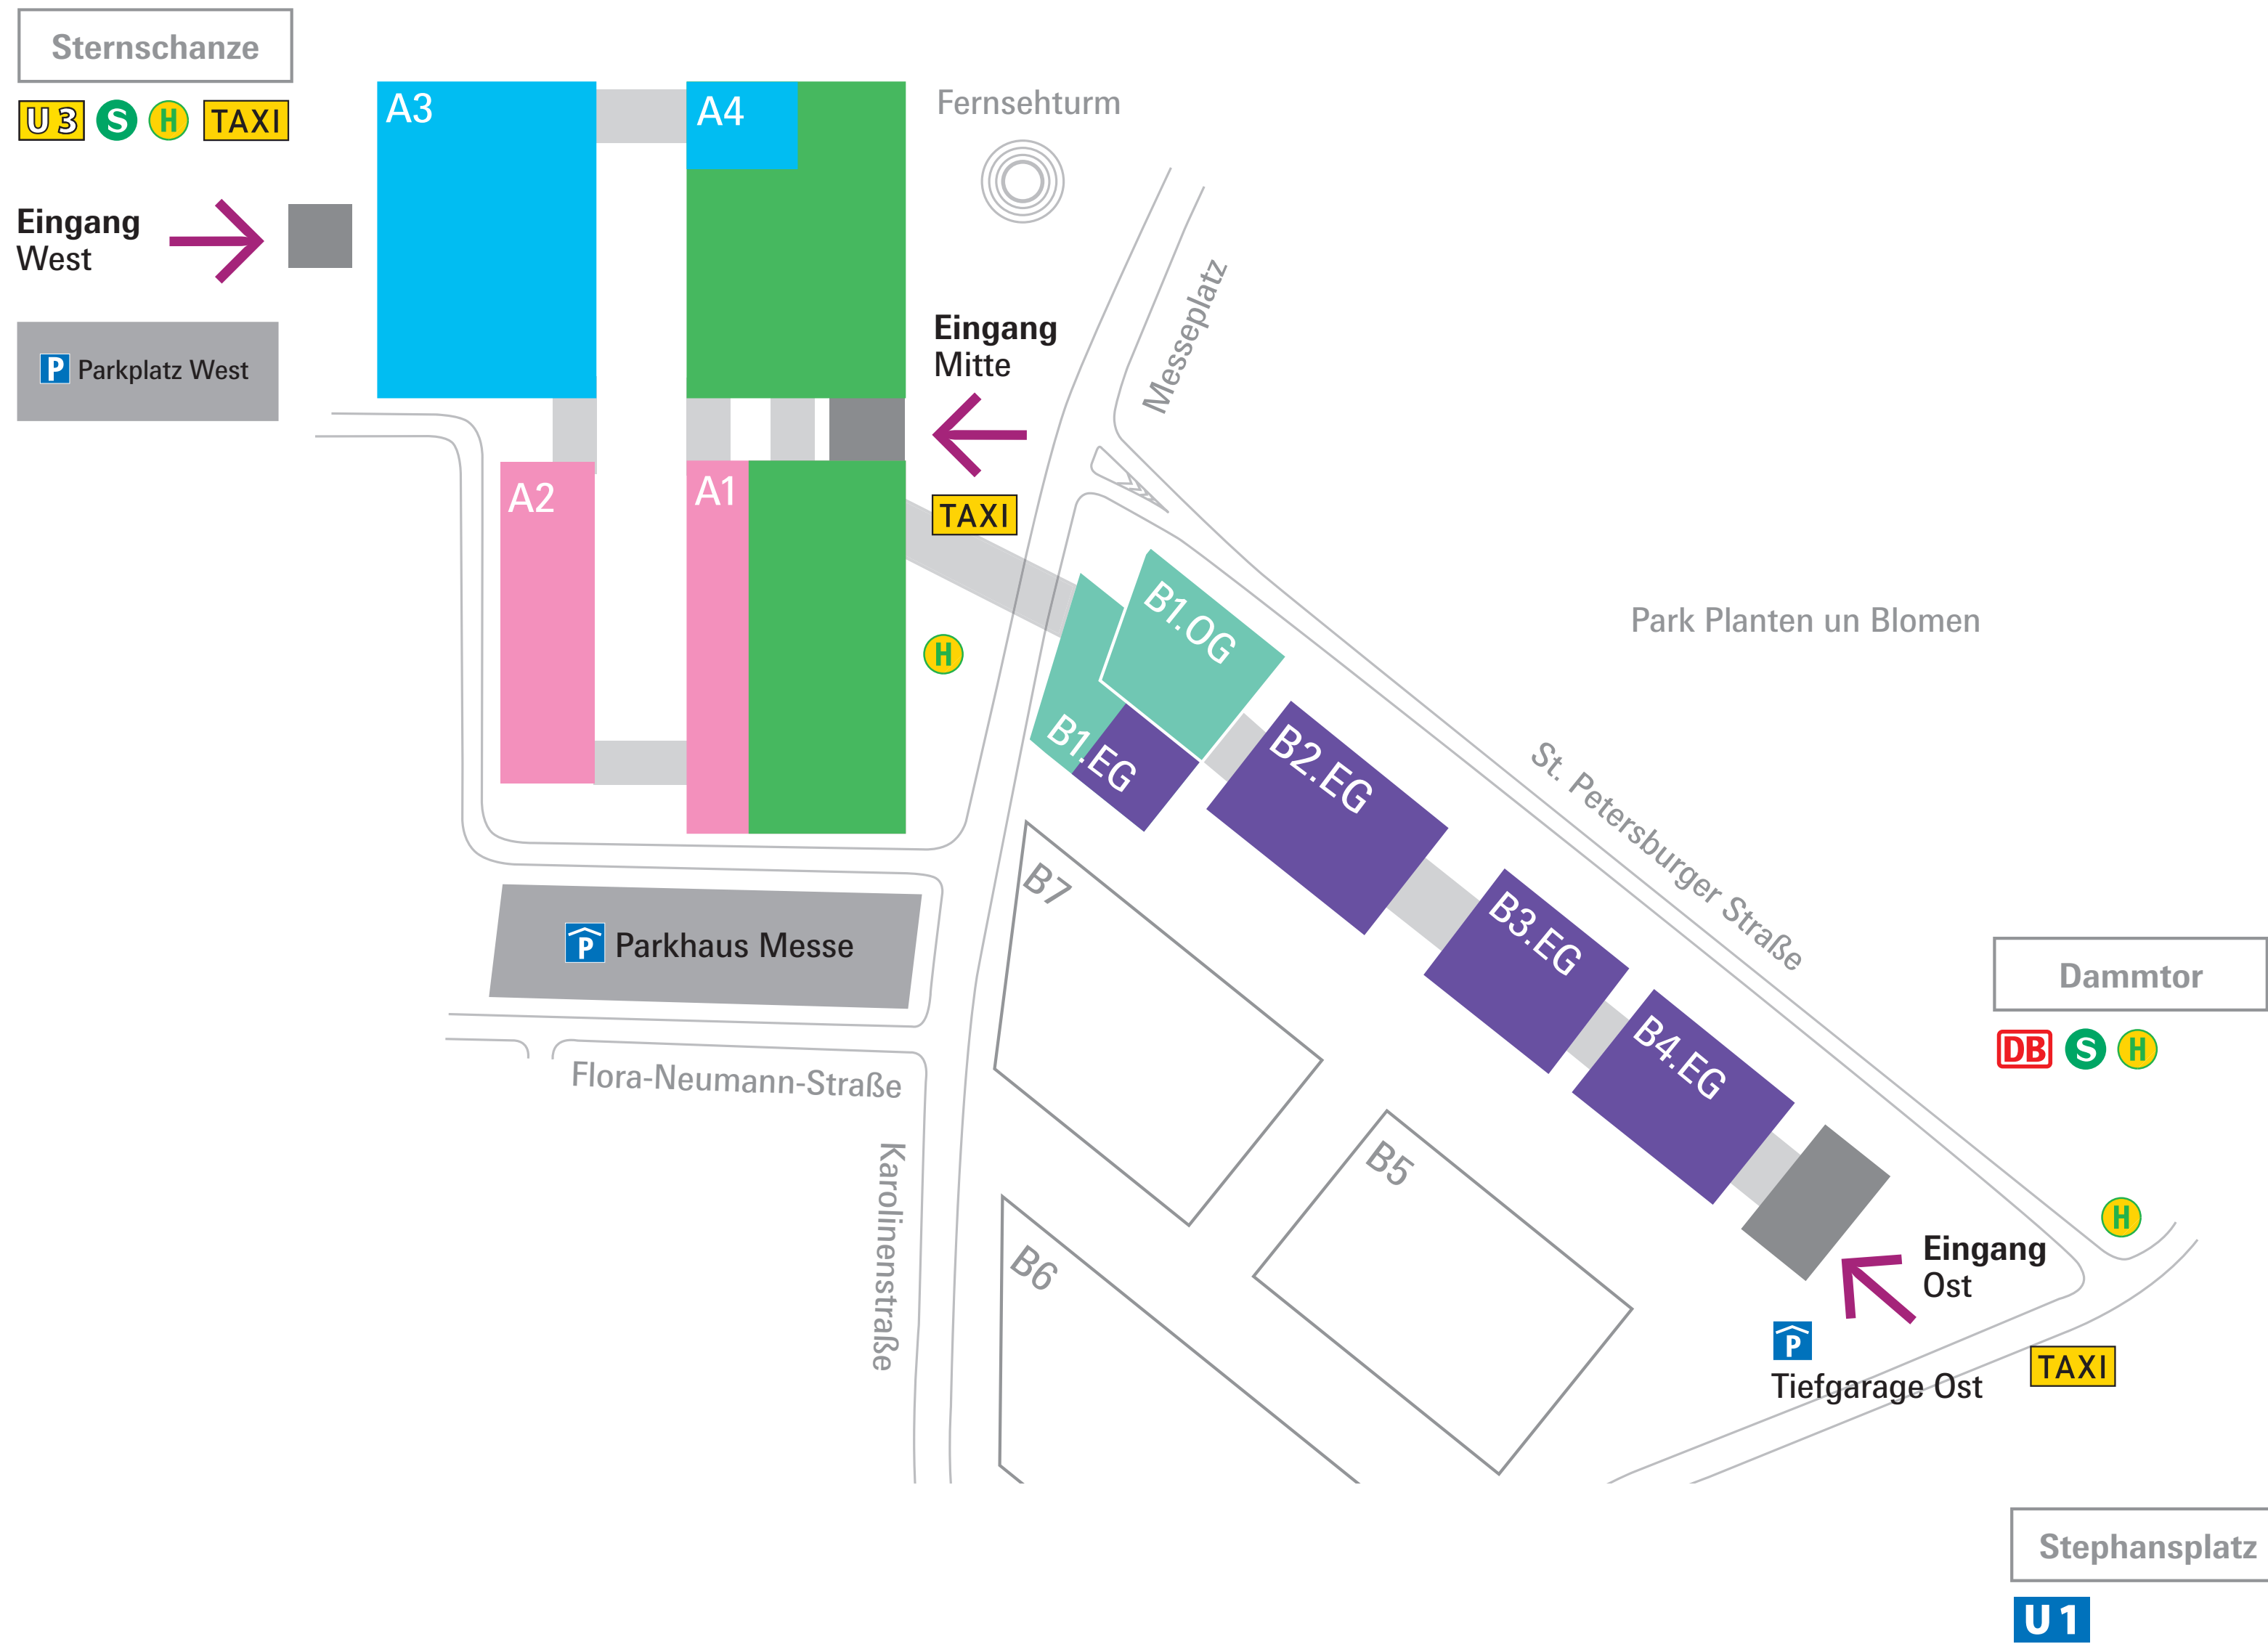 Sternschanze
U3 S H TAXI
Eingang
West
P Parkplatz West
A3
A4
Fernsehturm
Eingang
Mitte
TAXI
Messeplatz
A2
A1
H
B1.OG
B1.EG
B2.EG
B3.EG
B4.EG
Park Planten un Blomen
St. Petersburger Straße
B7
P Parkhaus Messe
Flora-Neumann-Straße
Karolinenstraße
B5
B6
Dammtor
DB S H
H
Eingang
Ost
P
Tiefgarage Ost
TAXI
Stephansplatz
U1